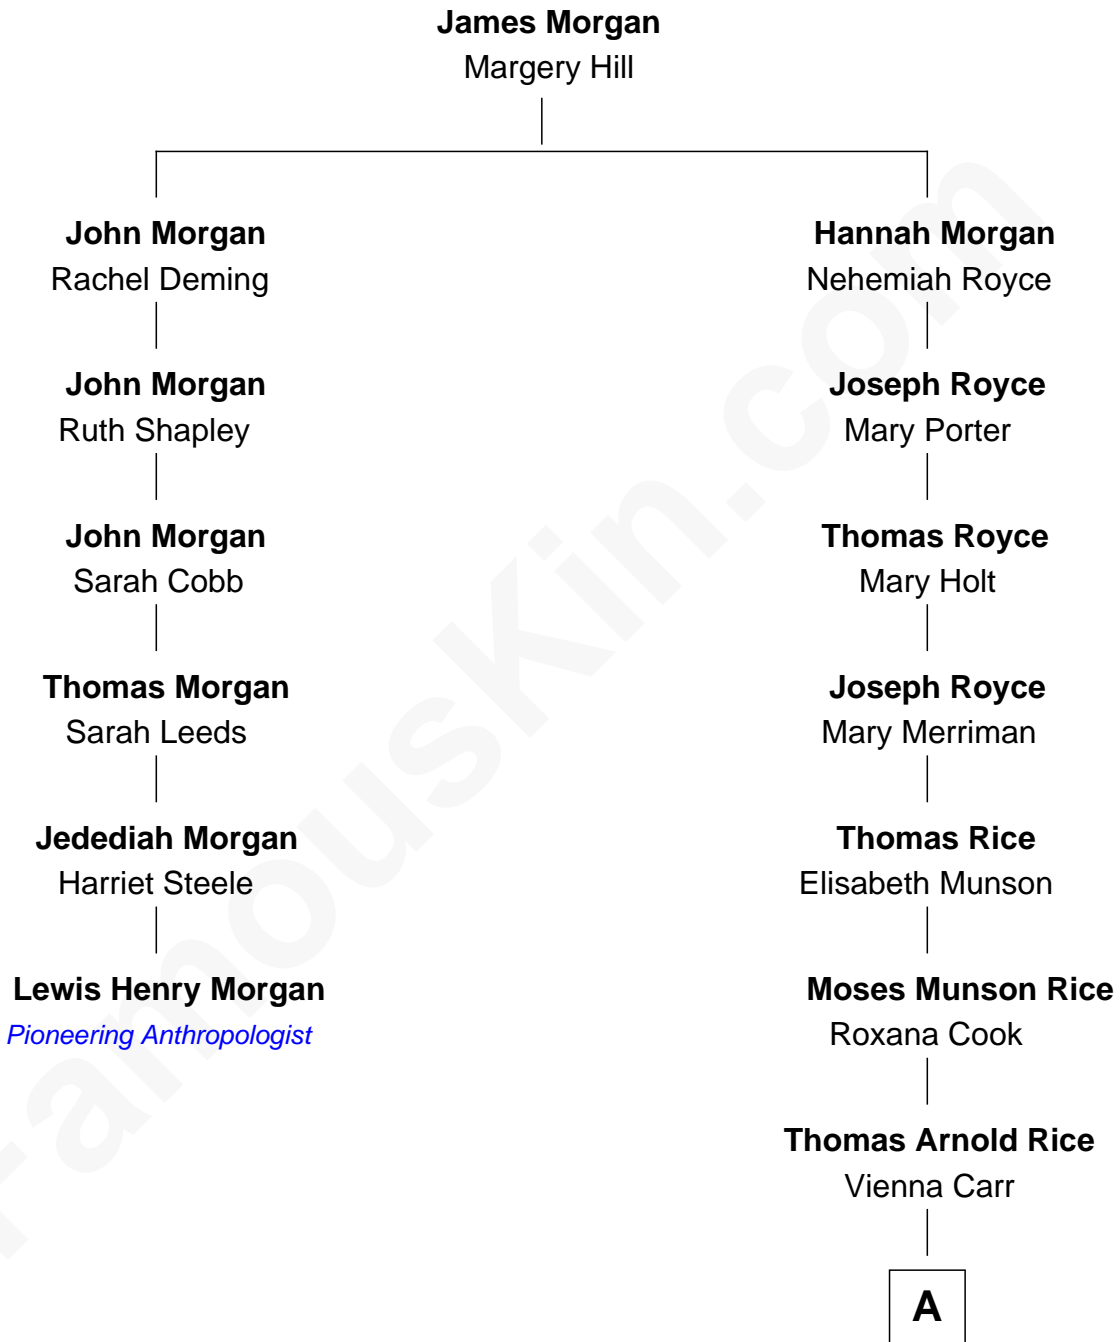 James Morgan
Margery Hill
John Morgan
Rachel Deming
Hannah Morgan
Nehemiah Royce
John Morgan
Ruth Shapley
Joseph Royce
Mary Porter
John Morgan
Sarah Cobb
Thomas Royce
Mary Holt
Thomas Morgan
Sarah Leeds
Joseph Royce
Mary Merriman
Jedediah Morgan
Harriet Steele
Thomas Rice
Elisabeth Munson
Lewis Henry Morgan
Pioneering Anthropologist
Moses Munson Rice
Roxana Cook
Thomas Arnold Rice
Vienna Carr
A
FamousKin.com